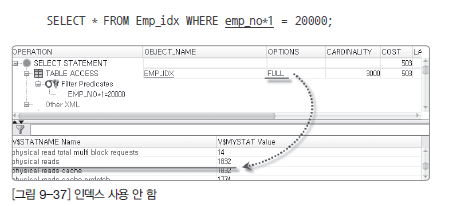 SELECT * FROM Emp_idx WHERE emp_no*1 = 20000;
OPERATION OBJECT_NAME OPTIONS CARDINALITY COST LA
SELECT STATEMENT 503
TABLE ACCESS EMP_IDX FULL 3000 503
Filter Predicates
EMP_NO*1=20000
Other XML
V$STATNAME Name V$MYSTAT Value
physical read total multi block requests 14
physical reads 1832
physical reads cache 1832
physical reads cache prefetch
[그림 9-37] 인덱스 사용 안 함